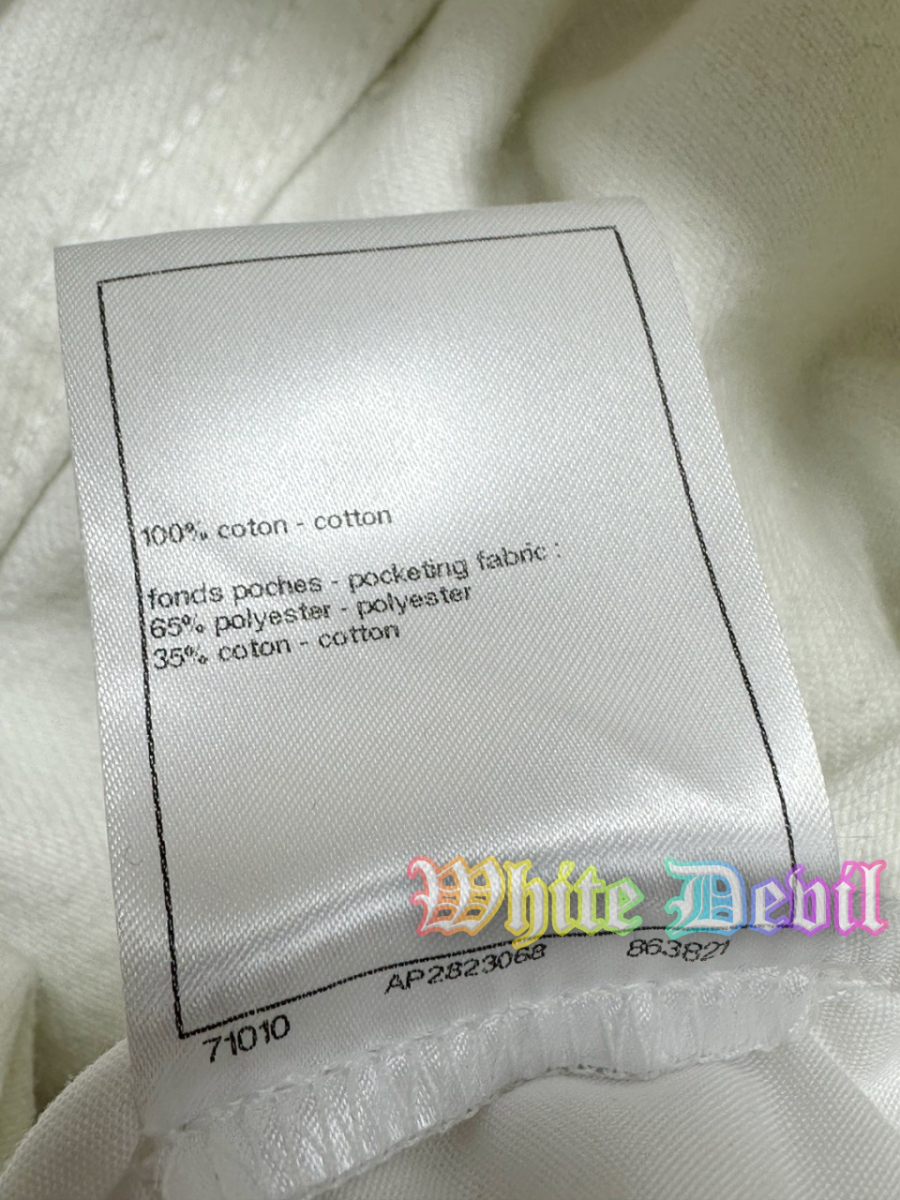 100% coton - cotton
fonds poches - pocketing fabric :
65% polyester - polyester
35% coton - cotton
White Devil
71010 AP2823068 863821